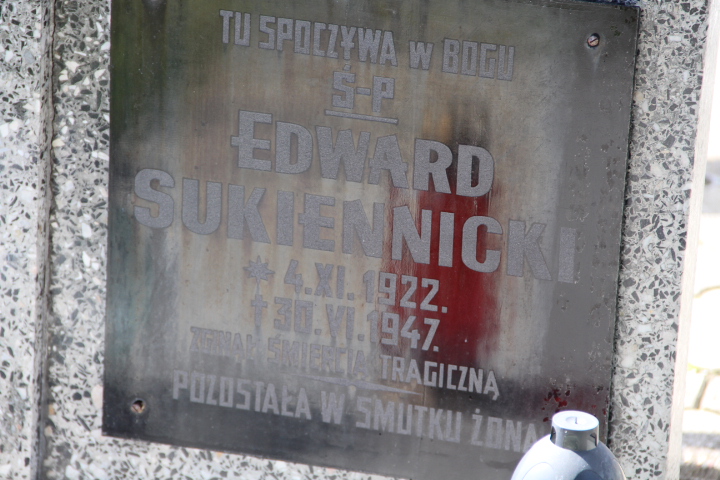 TU SPOCZYWA W BOGU
Ś-P
EDWARD
SUKIENNICKI
4.XI.1922.
30.VI.1947.
ZGINĄŁ ŚMIERCIĄ TRAGICZNĄ
POZOSTAŁA W SMUTKU ŻONA